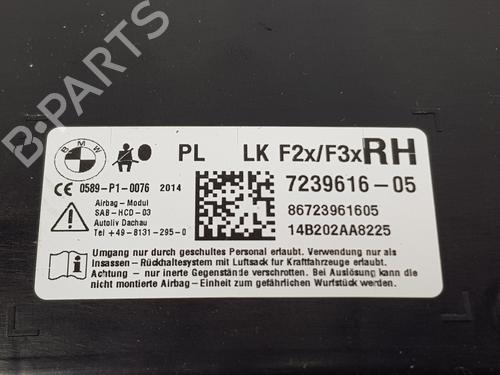 B-PARTS
BMW PL LK F2x/F3x RH
CE 0589-P1-0076 2014
7239616-05
Airbag - Modul
SAB-HCD-03
Autoliv Dachau
Tel +49-8131-295-0
86723961605
14B202AA8225
Umgang nur durch geschultes Personal erlaubt. Verwendung nur als
Insassen - Rückhaltesystem mit Luftsack für Kraftfahrzeuge erlaubt.
Achtung - nur inerte Gegenstände verschrotten. Bei Auslösung kann die
nicht montierte Airbag - Einheit zum gefährlichen Wurfstück werden.